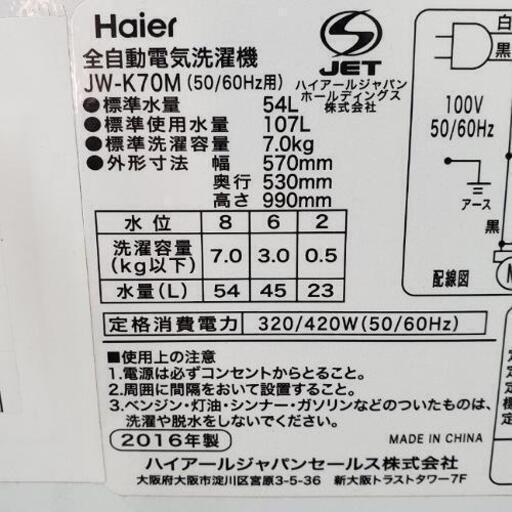 Haier
全自動電気洗濯機
JW-K70M(50/60Hz用)
JET
ハイアールジャパン
ホールディングス
株式会社
●標準水量 54L
●標準使用水量 107L
●標準洗濯容量 7.0kg
●外形寸法 幅 570mm
奥行 530mm
高さ 990mm
水位 8 6 2
洗濯容量(kg以下) 7.0 3.0 0.5
水量(L) 54 45 23
定格消費電力 320/420W(50/60Hz)
白
黒
100V
50/60Hz
アース
黒
配線図
M
■使用上の注意
1.電源は必ずコンセントからとること。
2.周囲に間隔をおいて設置すること。
3.ベンジン・灯油・シンナー・ガソリンなどのついたものは、
洗濯や脱水をしないでください。
2016年製
MADE IN CHINA
ハイアールジャパンセールス株式会社
大阪府大阪市淀川区宮原3-5-36 新大阪トラストタワー7F